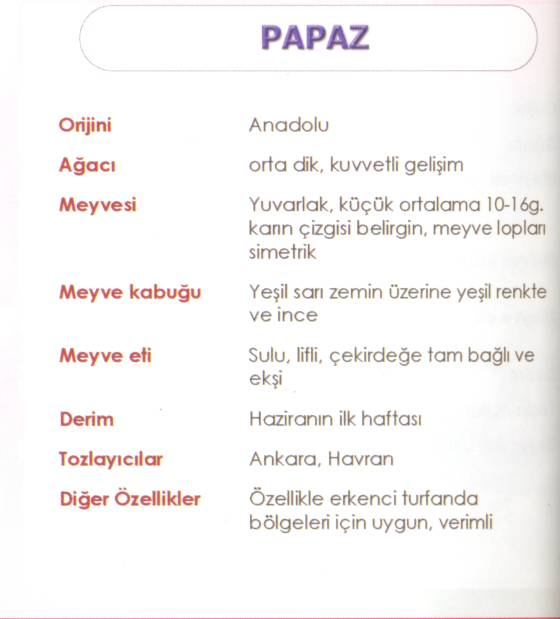 PAPAZ
Orijini Anadolu
Ağacı orta dik, kuvvetli gelişim
Meyvesi Yuvarlak, küçük ortalama 10-16g.
karın çizgisi belirgin, meyve lopları
simetrik
Meyve kabuğu Yeşil sarı zemin üzerine yeşil renkte
ve ince
Meyve eti Sulu, lifli, çekirdeğe tam bağlı ve
ekşi
Derim Haziranın ilk haftası
Tozlayıcılar Ankara, Havran
Diğer Özellikler Özellikle erkenci turfanda
bölgeleri için uygun, verimli